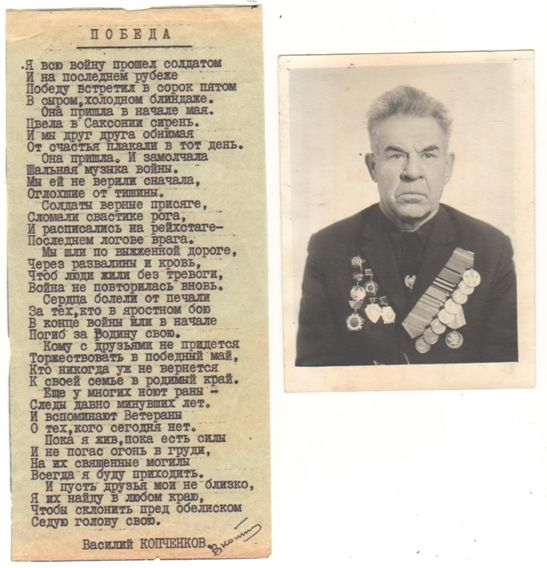 ПОБЕДА
Я всю войну прошел солдатом
И на последнем рубеже
Победу встретил в сорок пятом
В сыром,холодном блиндаже.
Она пришла в начале мая.
Цвела в Саксонии сирень.
И мы друг друга обнимая
От счастья плакали в тот день.
Она пришла. И замолчала
Шальная музыка войны.
Мы ей не верили сначала,
Оглохшие от тишины.
Солдаты верные присяге,
Сломали свастике рога,
И расписались на рейхстаге-
Последнем логове врага.
Мы шли по выжженной дороге,
Через развалины и кровь,
Чтоб люди жили без тревоги,
Война не повторилась вновь.
Сердца болели от печали
За тех,кто в яростном бою
В конце войны или в начале
Погиб за Родину свою.
Кому с друзьями не придется
Торжествовать в победный май,
Кто никогда уж не вернется
К своей семье в родимый край.
Еще у многих ноют раны -
Следы давно минувших лет.
И вспоминают Ветераны
О тех,кого сегодня нет.
Пока я жив,пока есть силы
И не погас огонь в груди,
На их священные могилы
Всегда я буду приходить.
И пусть друзья мои не близко,
Я их найду в любом краю,
Чтобы склонить пред обелиском
Седую голову свою.
Василий КОПЧЕНКОВ